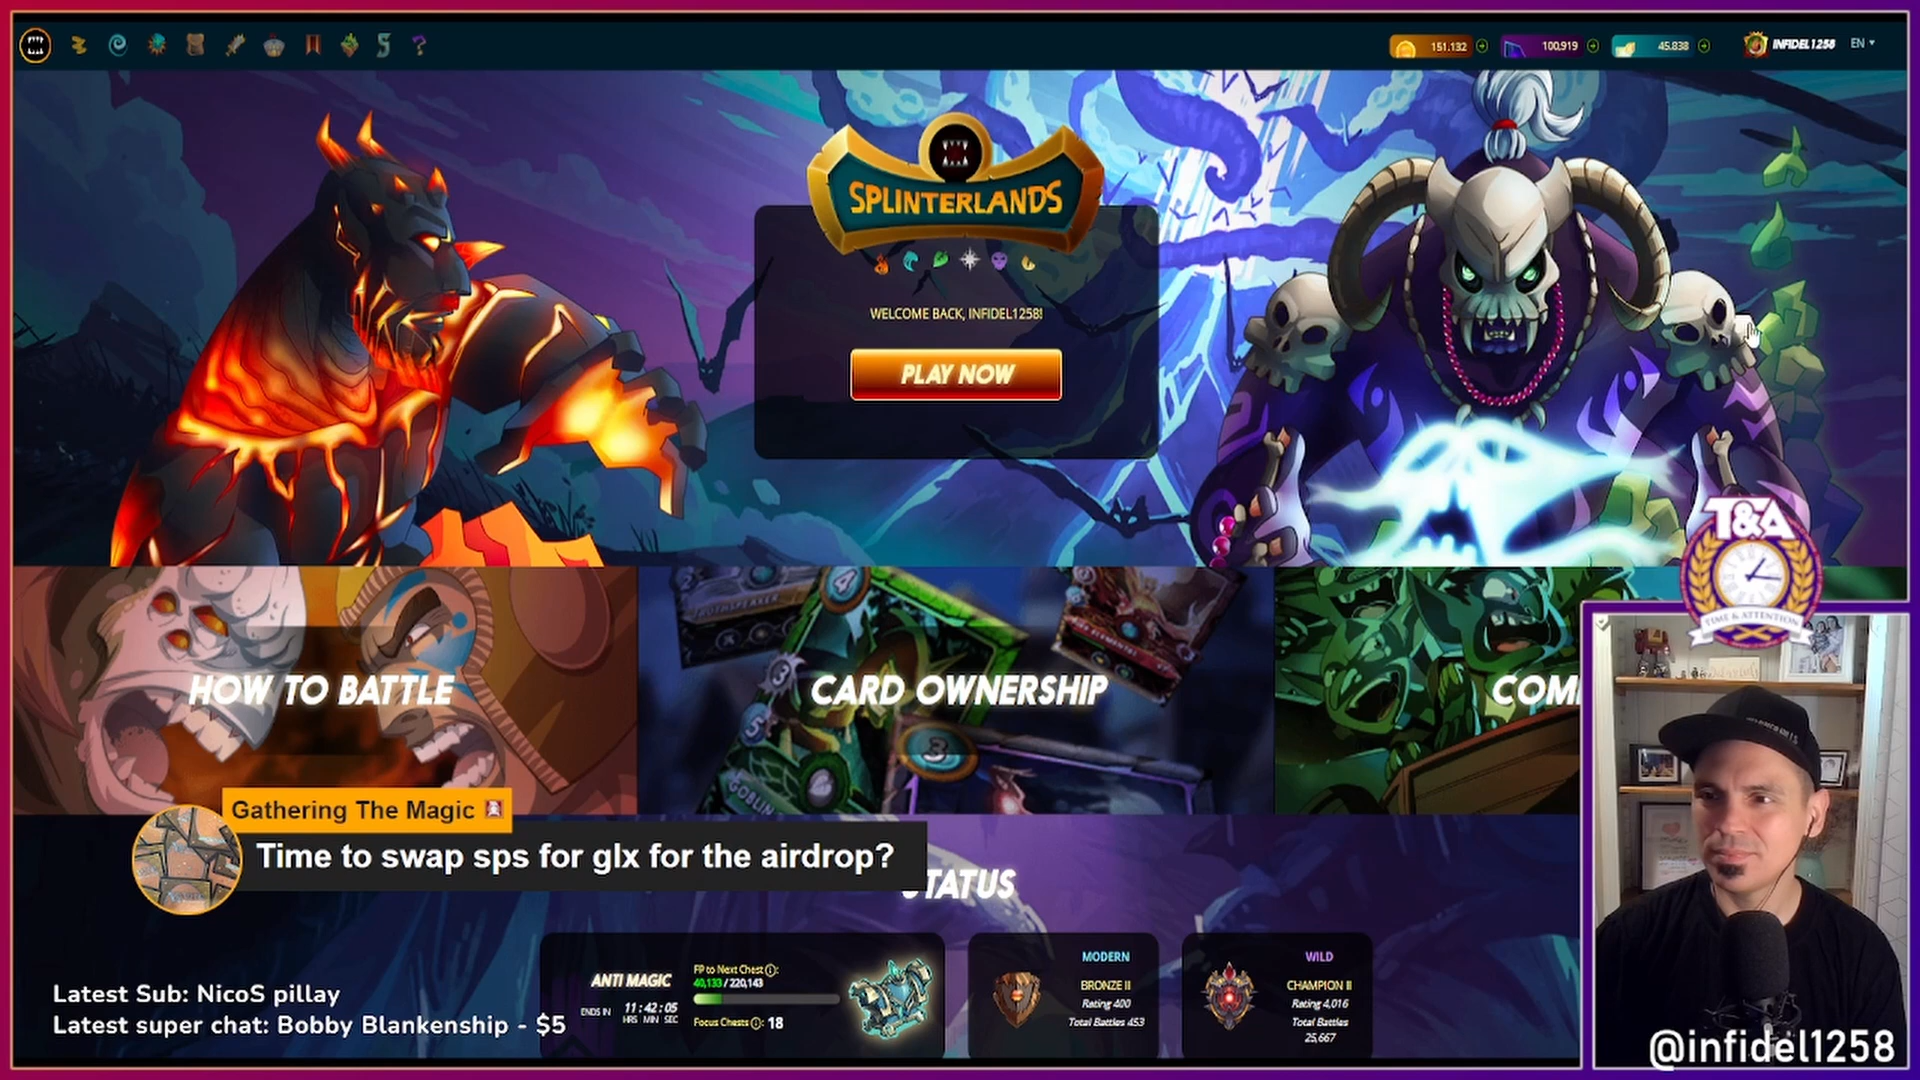 151.132
100,919
45.838
INFIDEL1258
EN
SPLINTERLANDS
WELCOME BACK, INFIDEL1258!
PLAY NOW
T&A
TIME & ATTENTION
HOW TO BATTLE
CARD OWNERSHIP
COM
GOBLIN
Gathering The Magic
Time to swap sps for glx for the airdrop?
STATUS
ANTI MAGIC
ENDS IN
11:42:05
HRS MIN SEC
FP to Next Chest:
40,133 / 220,143
Focus Chests: 18
MODERN
BRONZE II
Rating 400
Total Battles 453
WILD
CHAMPION II
Rating 4,016
Total Battles
25,667
Latest Sub: NicoS pillay
Latest super chat: Bobby Blankenship - $5
@infidel1258